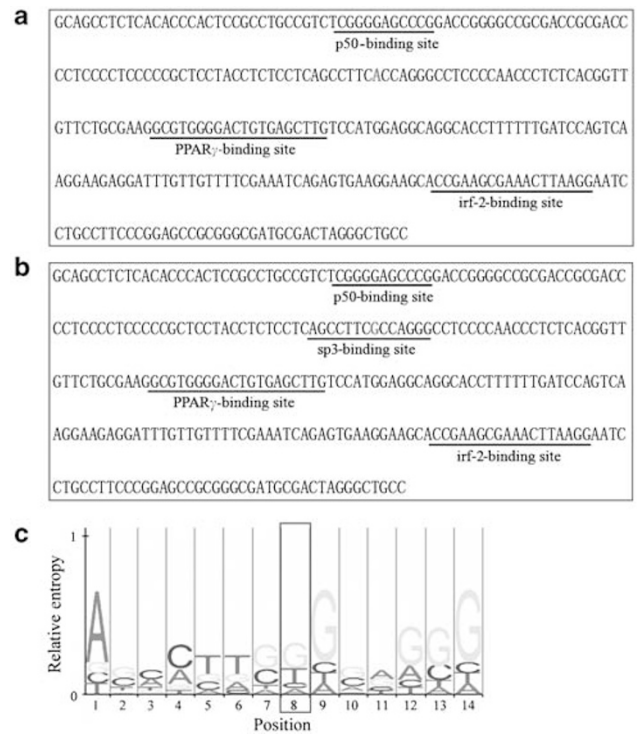 a
GCAGCCTCTCACACCCACTCCGCCTGCCGTCTCGGGGAGCCCGGACCGGGGCCGCGACCGCGACC
p50-binding site
CCTCCCCTCCCCCGCTCCTACCTCTCCTCAGCCTTCACCAGGGCCTCCCCAACCCTCTCACGGTT
GTTCTGCGAAGGCGTGGGGACTGTGAGCTTGTCCATGGAGGCAGGCACCTTTTTTGATCCAGTCA
PPARγ-binding site
AGGAAGAGGATTTGTTGTTTTCGAAATCAGAGTGAAGGAAGCACCGAAGCGAAACTTAAGGAATC
irf-2-binding site
CTGCCTTCCCGGAGCCGCGGGCGATGCGACTAGGGCTGCC
b
GCAGCCTCTCACACCCACTCCGCCTGCCGTCTCGGGGAGCCCGGACCGGGGCCGCGACCGCGACC
p50-binding site
CCTCCCCTCCCCCGCTCCTACCTCTCCTCAGCCTTCGCCAGGGCCTCCCCAACCCTCTCACGGTT
sp3-binding site
GTTCTGCGAAGGCGTGGGGACTGTGAGCTTGTCCATGGAGGCAGGCACCTTTTTTGATCCAGTCA
PPARγ-binding site
AGGAAGAGGATTTGTTGTTTTCGAAATCAGAGTGAAGGAAGCACCGAAGCGAAACTTAAGGAATC
irf-2-binding site
CTGCCTTCCCGGAGCCGCGGGCGATGCGACTAGGGCTGCC
c
Relative entropy
1
0
1 2 3 4 5 6 7 8 9 10 11 12 13 14
Position